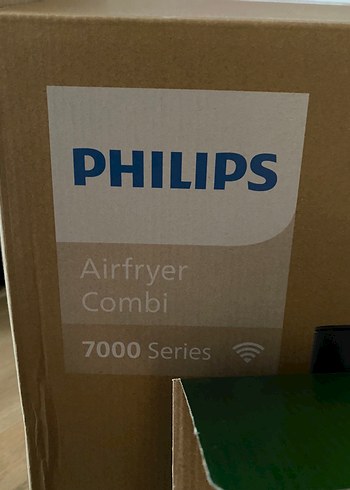 PHILIPS
Airfryer
Combi
7000 Series